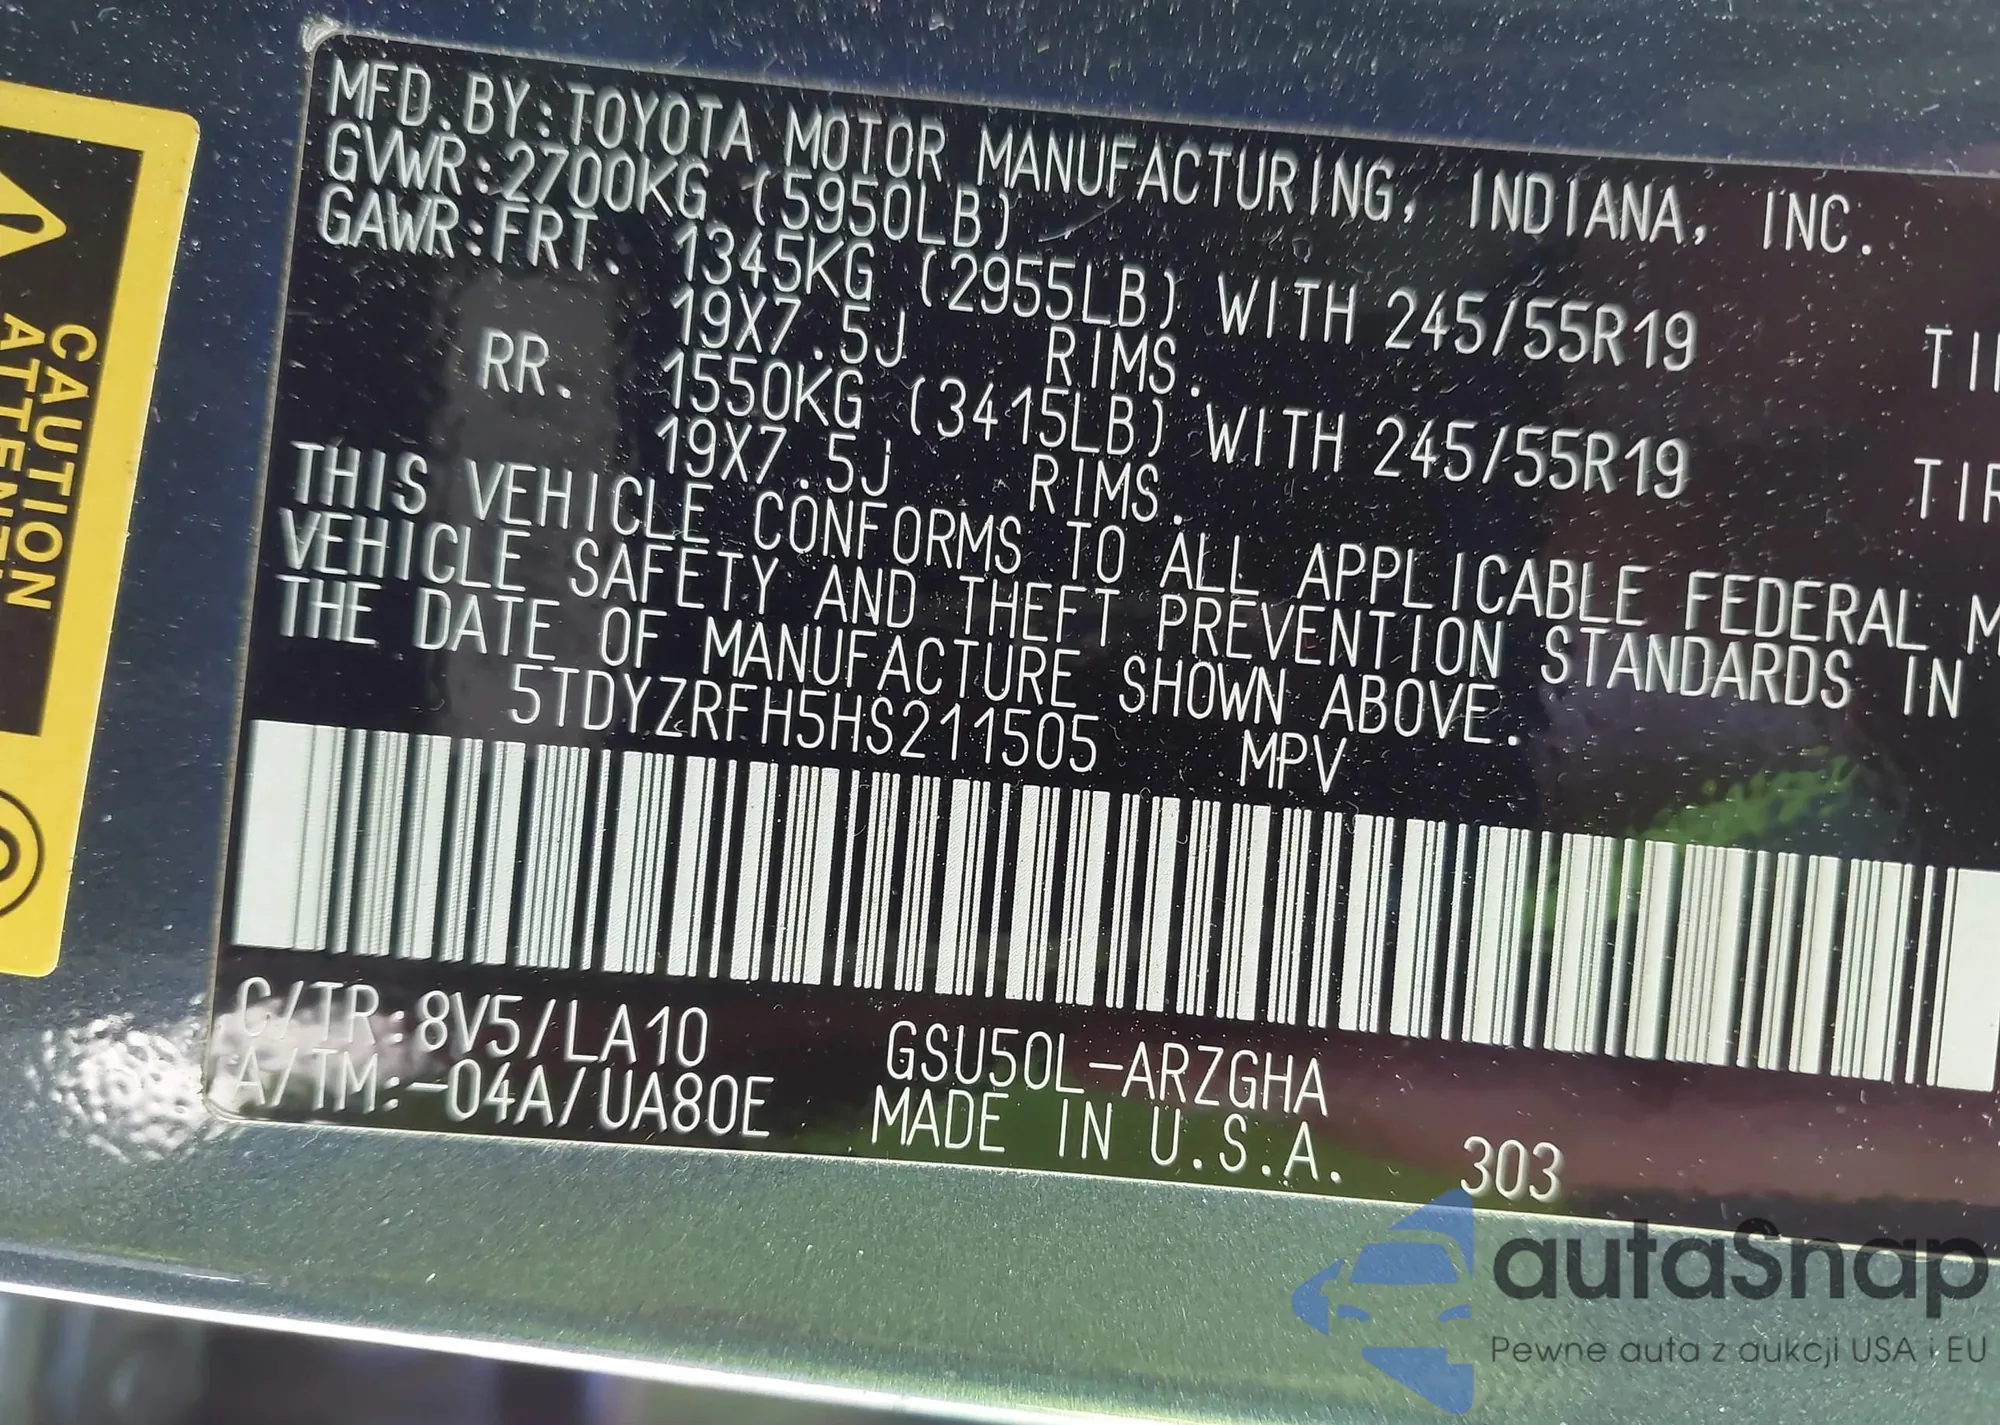 MFD.BY:TOYOTA MOTOR MANUFACTURING, INDIANA, INC.
GVWR:2700KG (5950LB)
GAWR:FRT. 1345KG (2955LB) WITH 245/55R19
19X7.5J RIMS.
RR. 1550KG (3415LB) WITH 245/55R19
19X7.5J RIMS.
THIS VEHICLE CONFORMS TO ALL APPLICABLE FEDERAL
VEHICLE SAFETY AND THEFT PREVENTION STANDARDS IN
THE DATE OF MANUFACTURE SHOWN ABOVE.
5TDYZRFH5HS211505 MPV
C/TR:8V5/LA10 GSU50L-ARZGHA
A/TM:-04A/UA80E MADE IN U.S.A. 303
CAUTION
autaSnap
Pewne auta z aukcji USA i EU